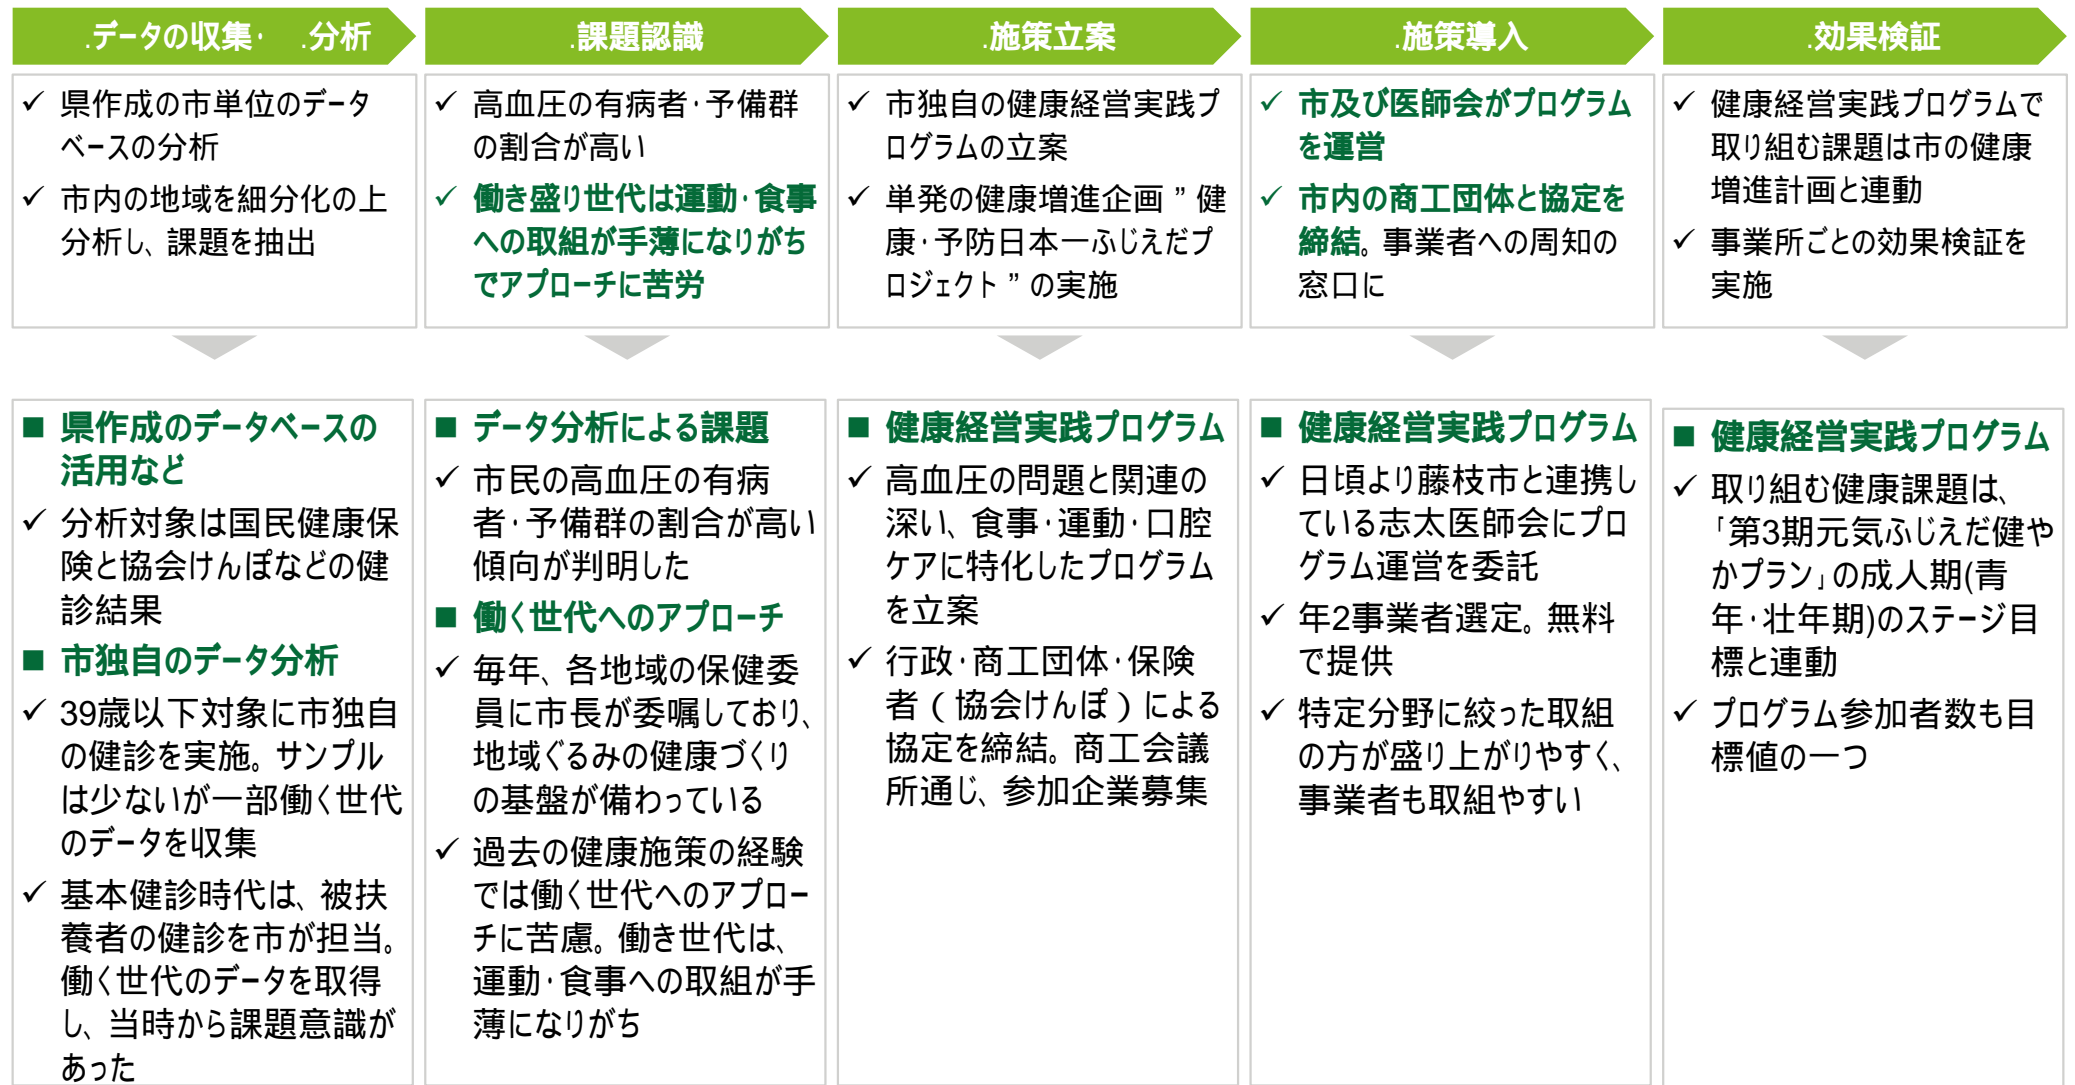 .データの収集・ .分析
.課題認識
.施策立案
.施策導入
.効果検証
✓ 県作成の市単位のデータ
ベースの分析
✓ 市内の地域を細分化の上
分析し、課題を抽出
✓ 高血圧の有病者・予備群
の割合が高い
✓ 働き盛り世代は運動・食事
への取組が手薄になりがち
でアプローチに苦労
✓ 市独自の健康経営実践プ
ログラムの立案
✓ 単発の健康増進企画 ” 健
康・予防日本一ふじえだプ
ロジェクト ” の実施
✓ 市及び医師会がプログラム
を運営
✓ 市内の商工団体と協定を
締結。事業者への周知の
窓口に
✓ 健康経営実践プログラムで
取り組む課題は市の健康
増進計画と連動
✓ 事業所ごとの効果検証を
実施
■ 県作成のデータベースの
活用など
✓ 分析対象は国民健康保
険と協会けんぽなどの健
診結果
■ 市独自のデータ分析
✓ 39歳以下対象に市独自
の健診を実施。サンプル
は少ないが一部働く世代
のデータを収集
✓ 基本健診時代は、被扶
養者の健診を市が担当。
働く世代のデータを取得
し、当時から課題意識が
あった
■ データ分析による課題
✓ 市民の高血圧の有病
者・予備群の割合が高い
傾向が判明した
■ 働く世代へのアプローチ
✓ 毎年、各地域の保健委
員に市長が委嘱しており、
地域ぐるみの健康づくり
の基盤が備わっている
✓ 過去の健康施策の経験
では働く世代へのアプロー
チに苦慮。働き世代は、
運動・食事への取組が手
薄になりがち
■ 健康経営実践プログラム
✓ 高血圧の問題と関連の
深い、食事・運動・口腔
ケアに特化したプログラム
を立案
✓ 行政・商工団体・保険
者（協会けんぽ）による
協定を締結。商工会議
所通じ、参加企業募集
■ 健康経営実践プログラム
✓ 日頃より藤枝市と連携し
ている志太医師会にプロ
グラム運営を委託
✓ 年2事業者選定。無料
で提供
✓ 特定分野に絞った取組
の方が盛り上がりやすく、
事業者も取組やすい
■ 健康経営実践プログラム
✓ 取り組む健康課題は、
「第3期元気ふじえだ健や
かプラン」の成人期(青
年・壮年期)のステージ目
標と連動
✓ プログラム参加者数も目
標値の一つ